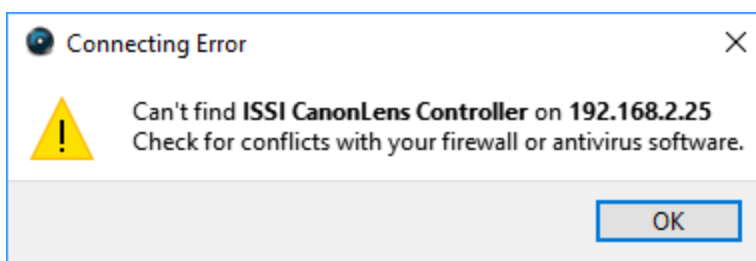 Connecting Error
Can't find ISSI CanonLens Controller on 192.168.2.25
Check for conflicts with your firewall or antivirus software.
OK